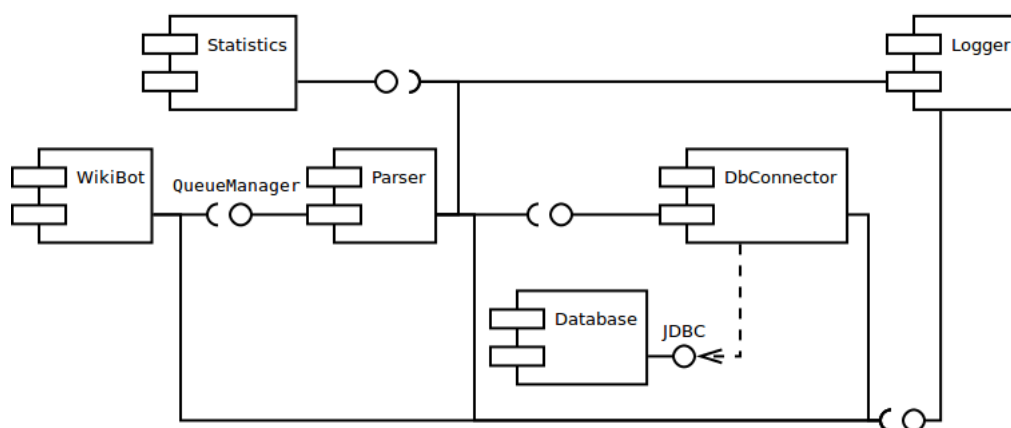 Statistics
Logger
WikiBot
QueueManager
Parser
DbConnector
Database
JDBC